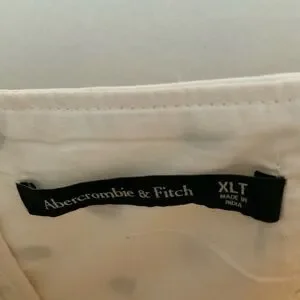 Abercrombie & Fitch
XLT
MADE IN
INDIA